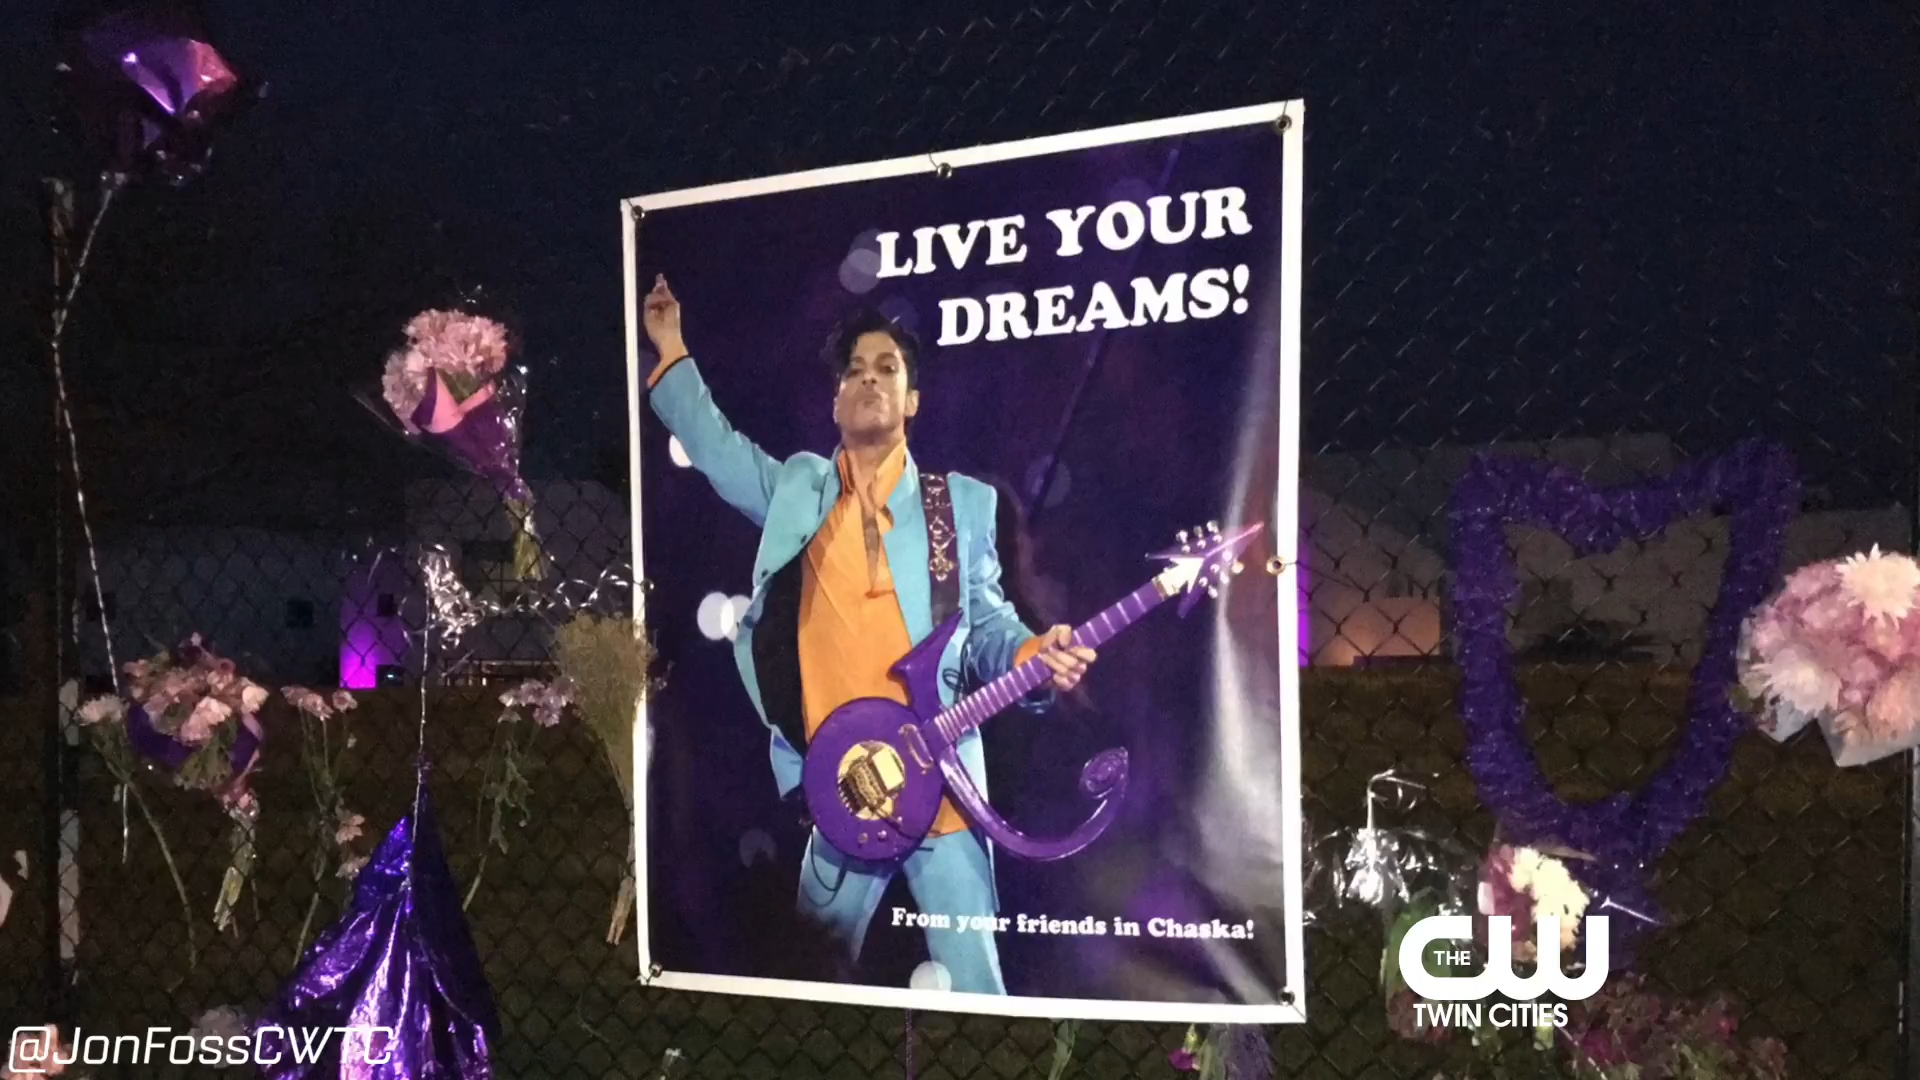 LIVE YOUR
DREAMS!
From your friends in Chaska!
THE CW
TWIN CITIES
@JonFossCWTC